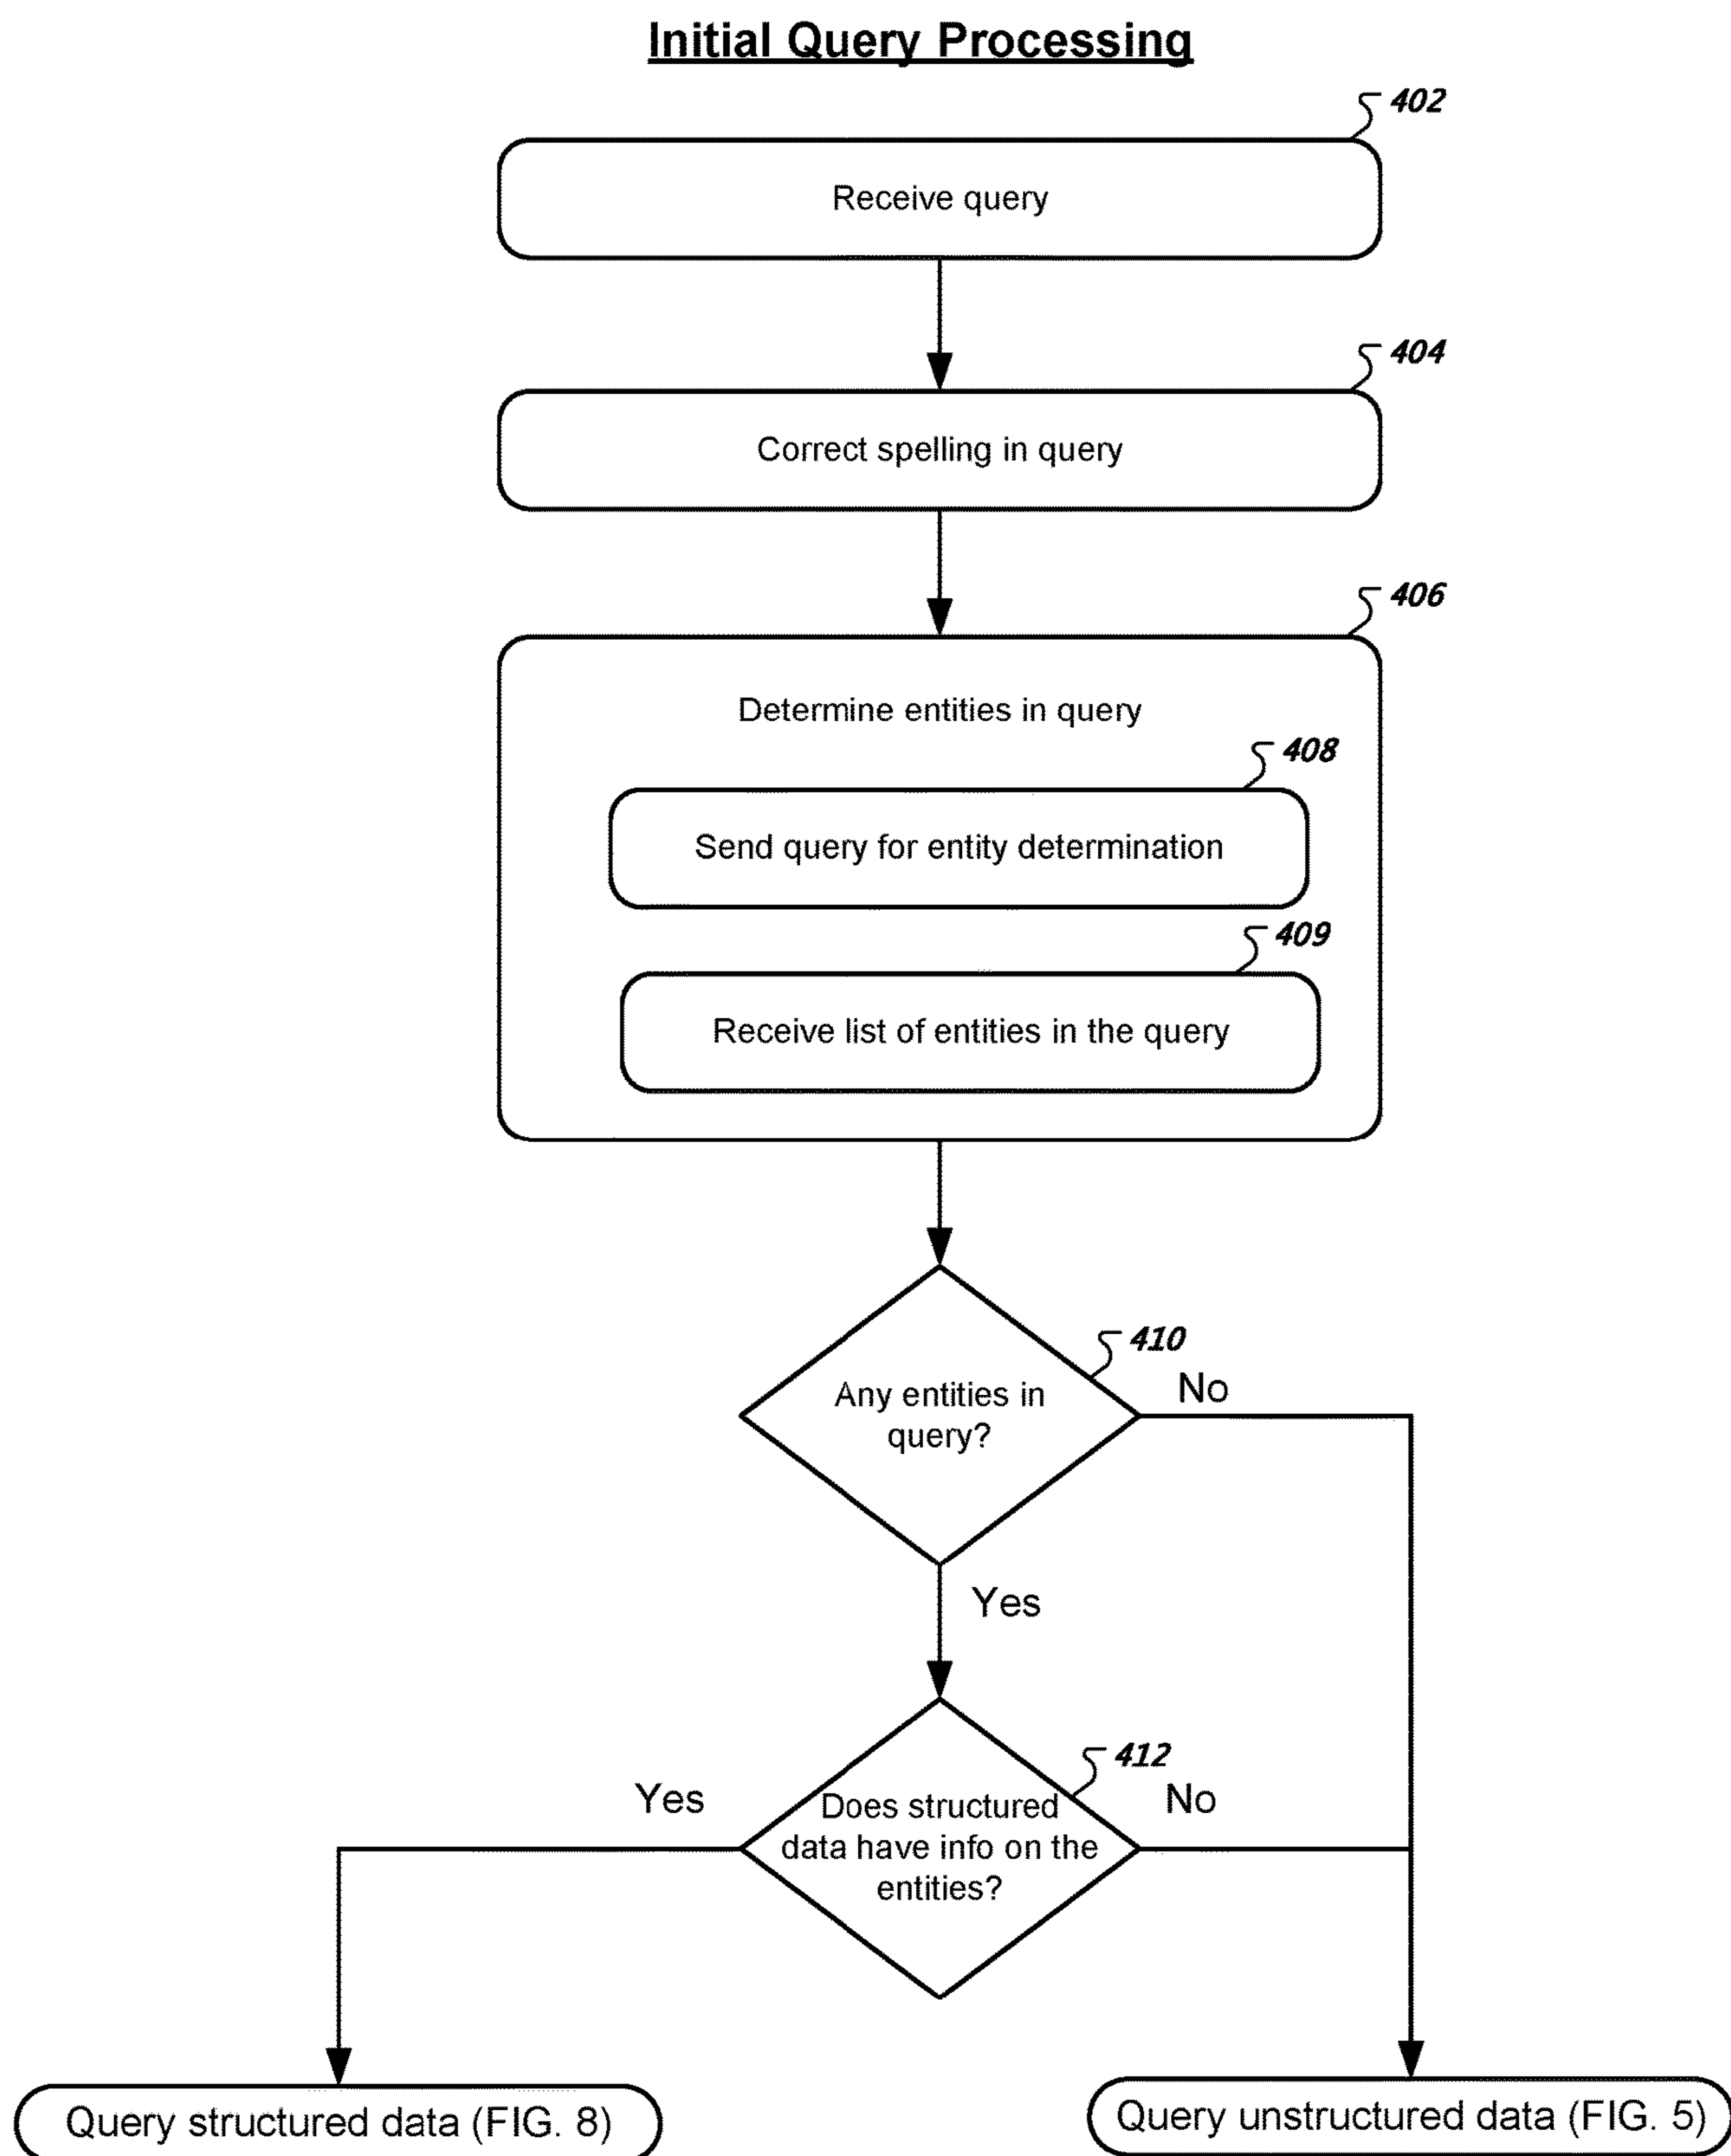 Initial Query Processing
402
Receive query
404
Correct spelling in query
406
Determine entities in query
408
Send query for entity determination
409
Receive list of entities in the query
410
No
Any entities in
query?
Yes
412
Yes
No
Does structured
data have info on the
entities?
Query structured data (FIG. 8)
Query unstructured data (FIG. 5)